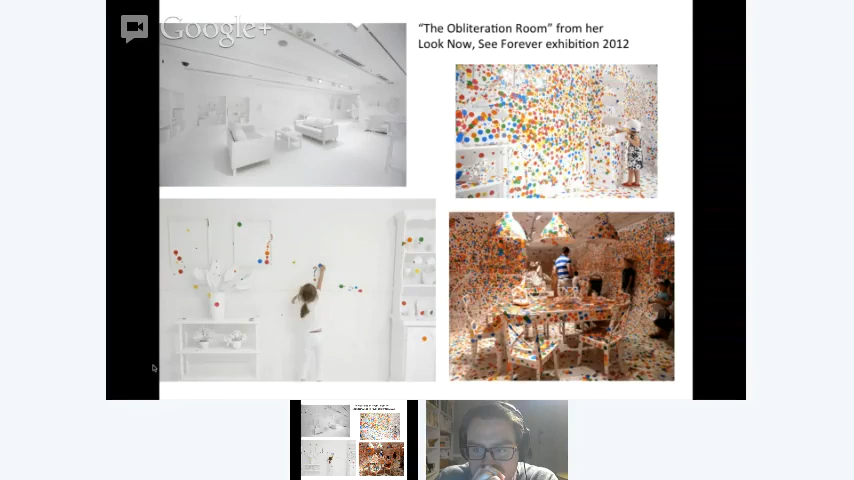 Google+
“The Obliteration Room” from her
Look Now, See Forever exhibition 2012